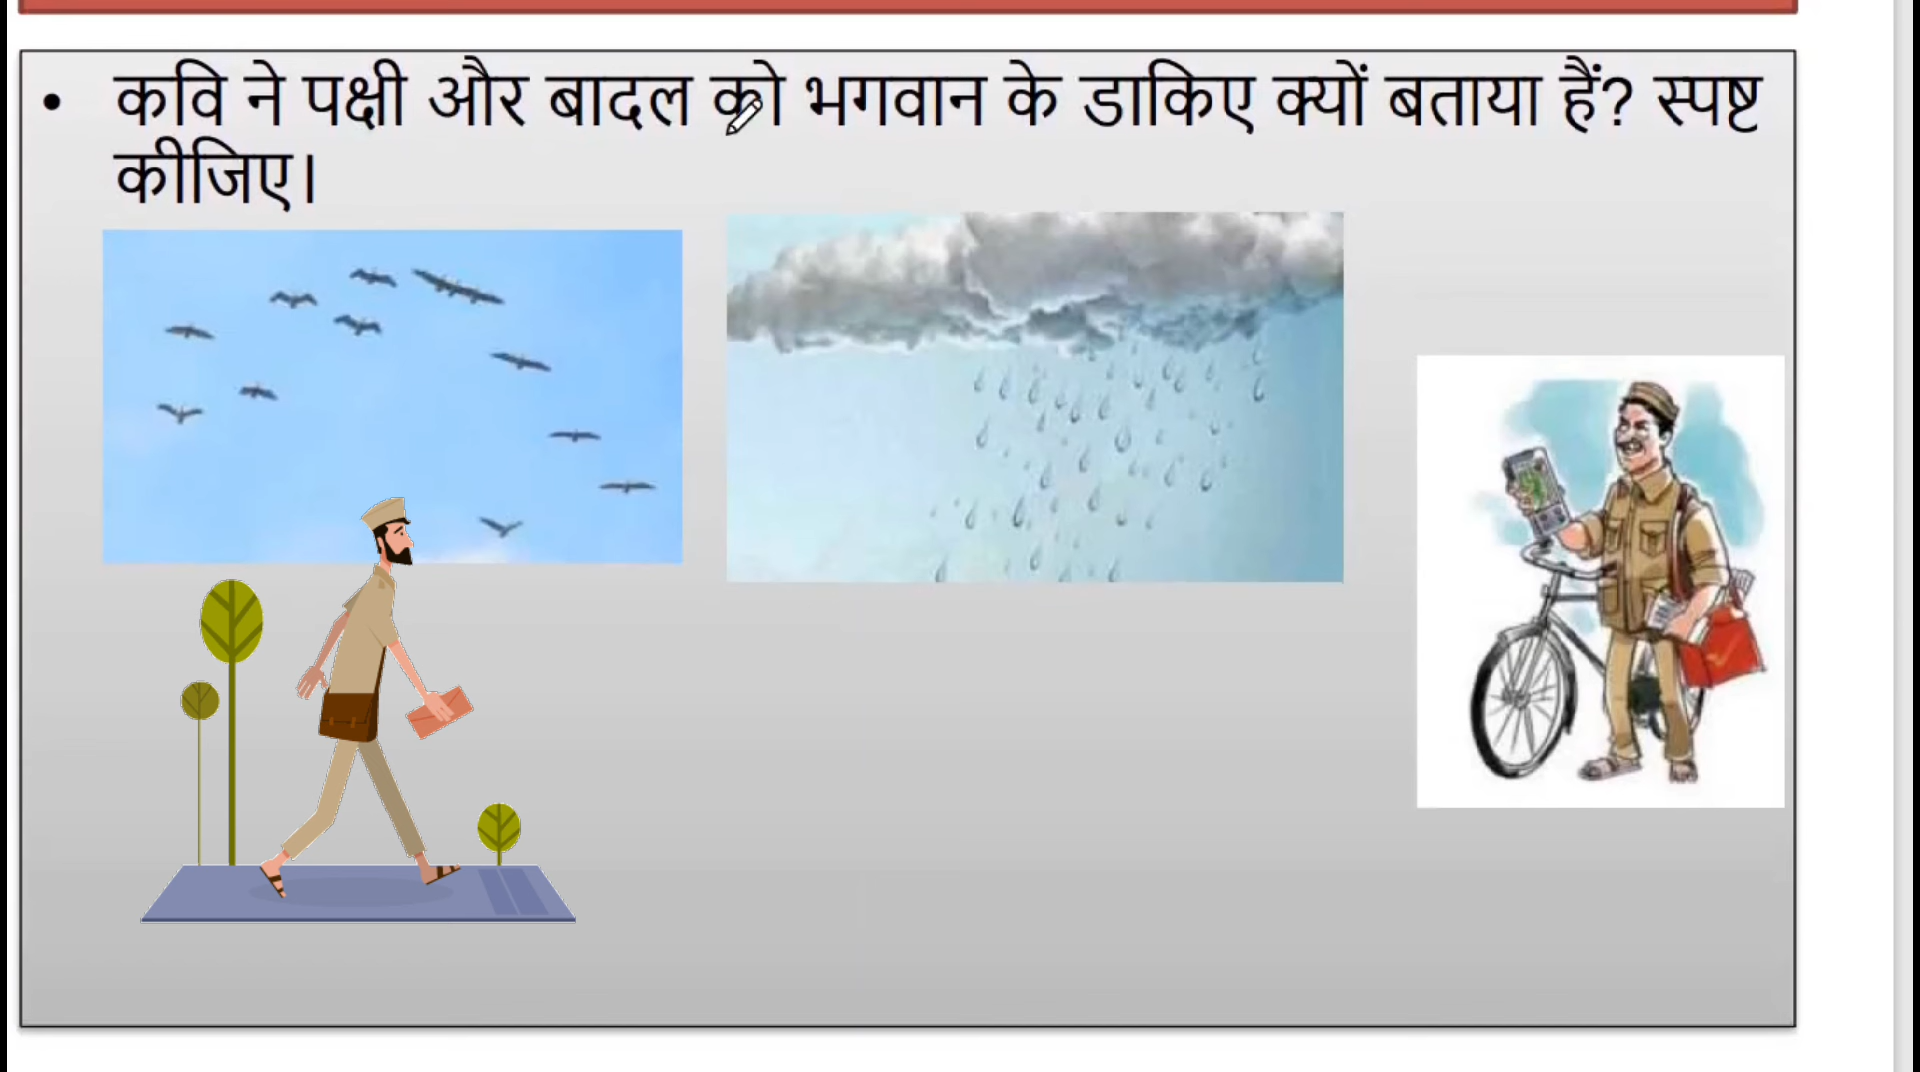 • कवि ने पक्षी और बादल को भगवान के डाकिए क्यों बताया हैं? स्पष्ट
कीजिए।